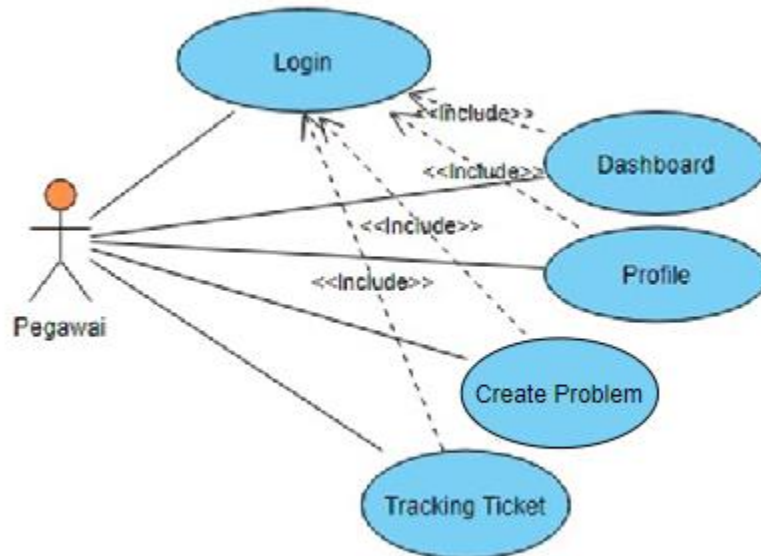 Login
<<Include>>
Dashboard
<<Include>>
<<Include>>
Profile
<<Include>>
Pegawai
Create Problem
Tracking Ticket